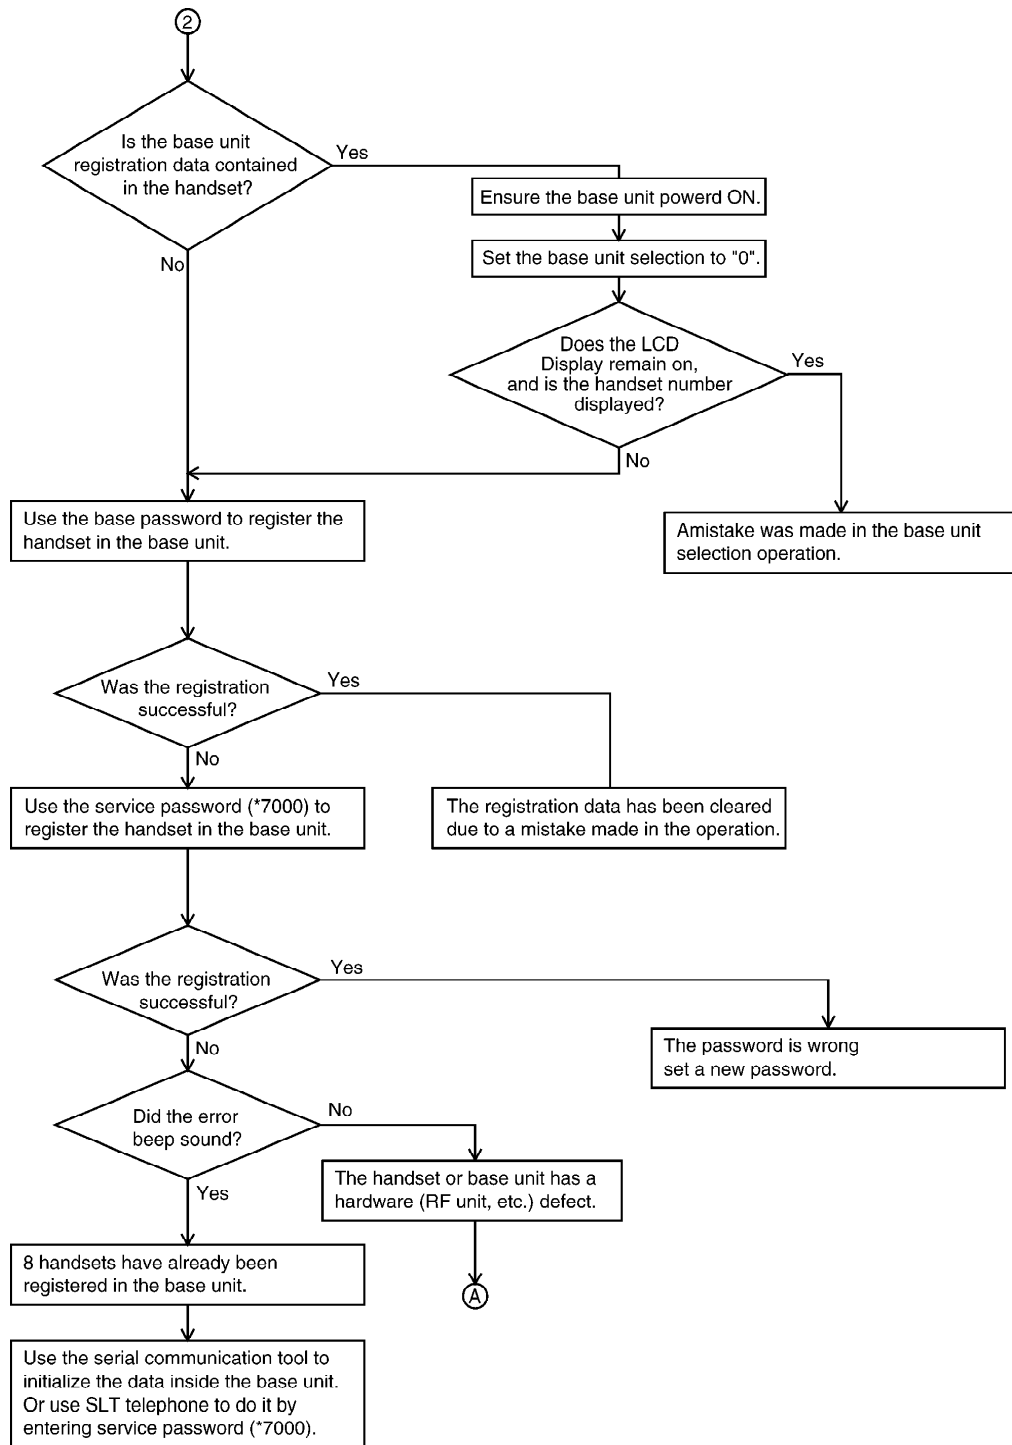 2
Is the base unit
registration data contained
in the handset?
Yes
No
Ensure the base unit powerd ON.
Set the base unit selection to "0".
Does the LCD
Display remain on,
and is the handset number
displayed?
Yes
No
Use the base password to register the
handset in the base unit.
Amistake was made in the base unit
selection operation.
Was the registration
successful?
Yes
No
Use the service password (*7000) to
register the handset in the base unit.
The registration data has been cleared
due to a mistake made in the operation.
Was the registration
successful?
Yes
No
The password is wrong
set a new password.
Did the error
beep sound?
No
Yes
The handset or base unit has a
hardware (RF unit, etc.) defect.
8 handsets have already been
registered in the base unit.
A
Use the serial communication tool to
initialize the data inside the base unit.
Or use SLT telephone to do it by
entering service password (*7000).